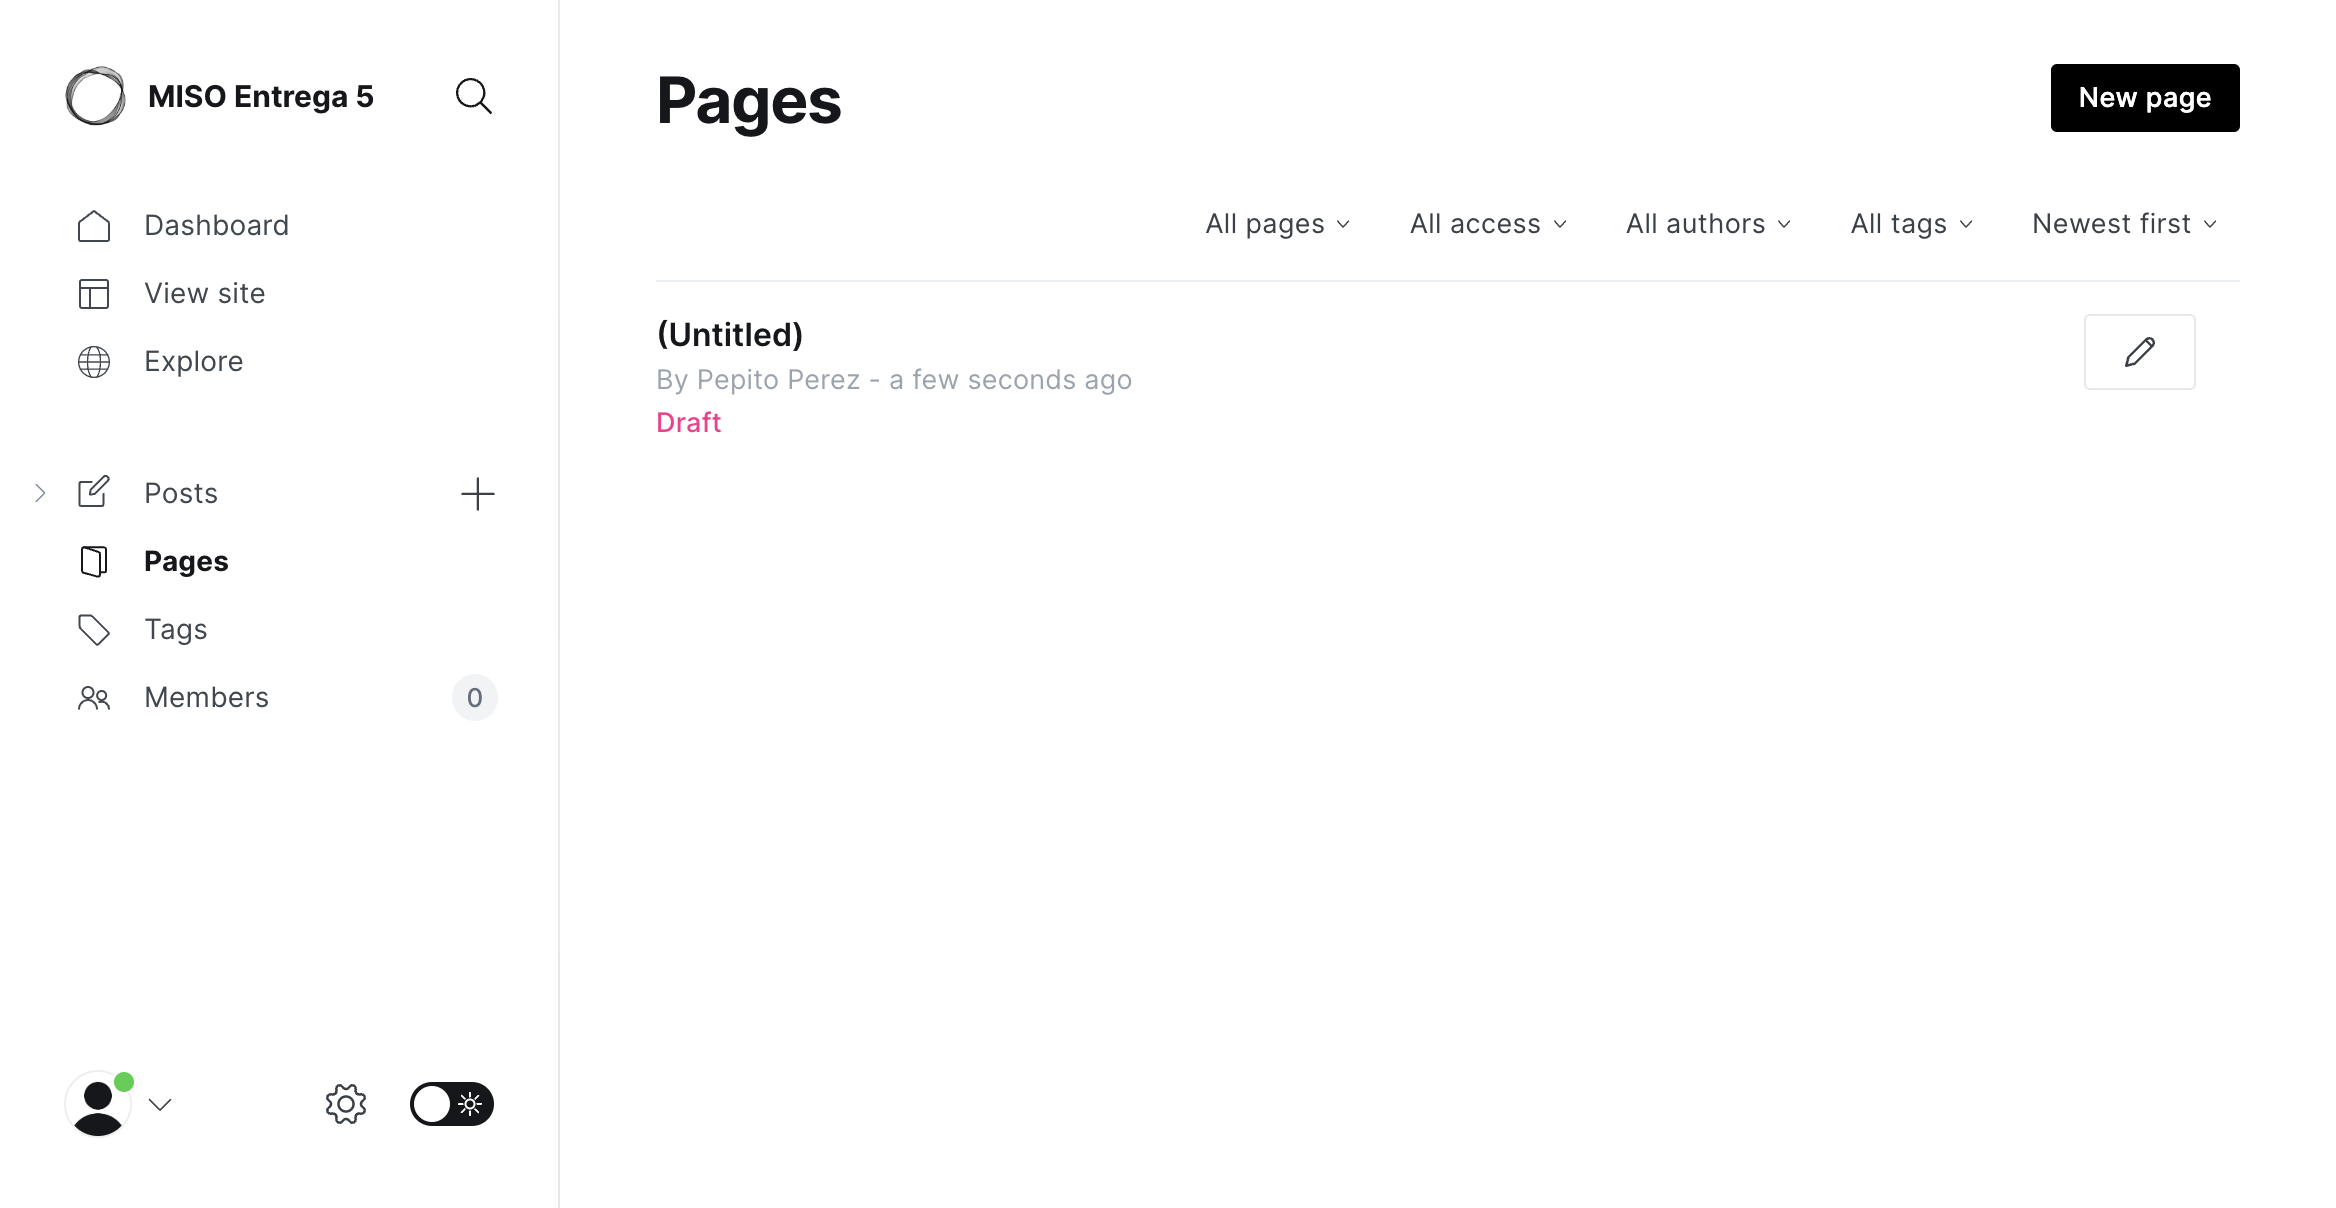 MISO Entrega 5
Dashboard
View site
Explore
Posts
Pages
Tags
Members 0
Pages
New page
All pages All access All authors All tags Newest first
(Untitled)
By Pepito Perez - a few seconds ago
Draft